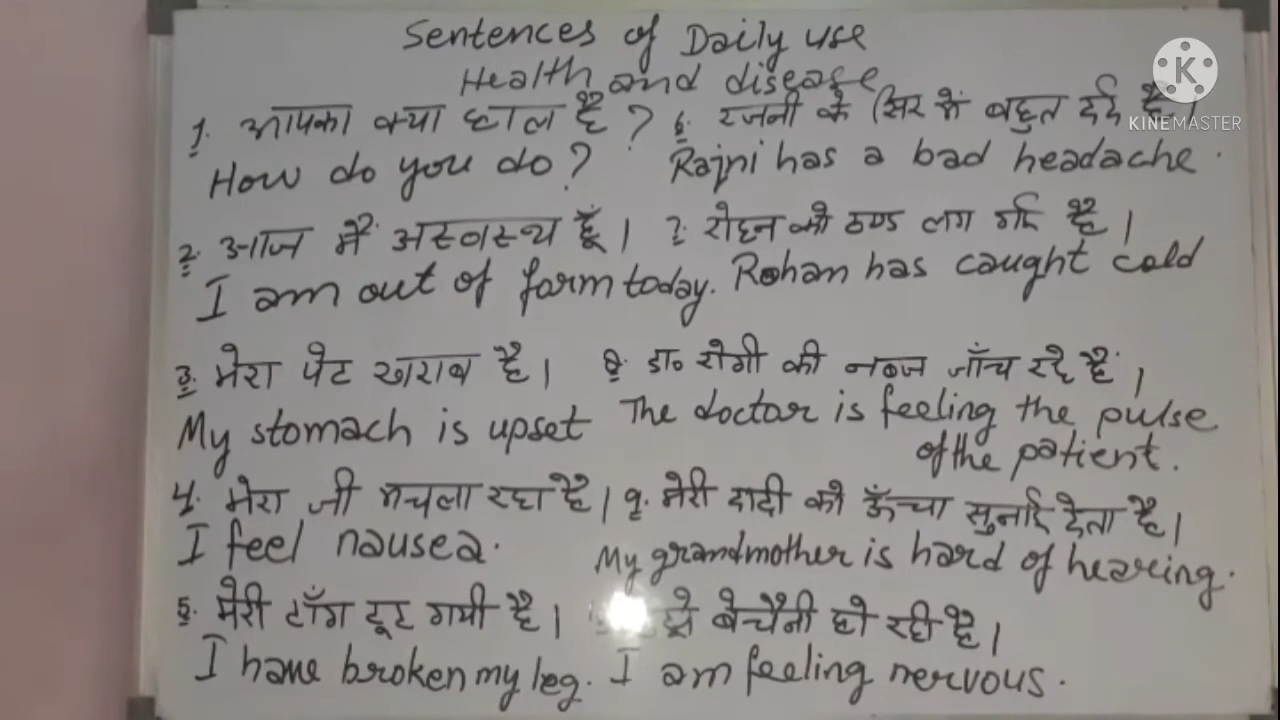 Sentences of Daily use
Health and disease
1. आपका क्या हाल है ?
How do you do?
2. आज मैं अस्वस्थ हूँ।
I am out of farm today.
3. मेरा पेट खराब है।
My stomach is upset
4. मेरा जी मचला रहा है।
I feel nausea.
5. मेरी टाँग टूट गयी है।
I have broken my leg.
6. रजनी के सिर में बहुत दर्द है।
Rajni has a bad headache.
7. रोहन को ठण्ड लग गई है।
Rohan has caught cold
8. डा० रोगी की नब्ज जाँच रहे हैं।
The doctor is feeling the pulse
of the patient.
9. मेरी दादी को ऊँचा सुनाई देता है।
My grandmother is hard of hearing.
बेचैनी हो रही है।
I am feeling nervous.
K
KINEMASTER